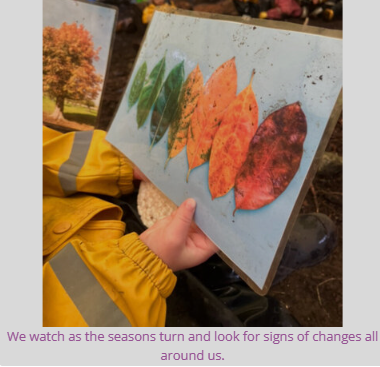 We watch as the seasons turn and look for signs of changes all
around us.